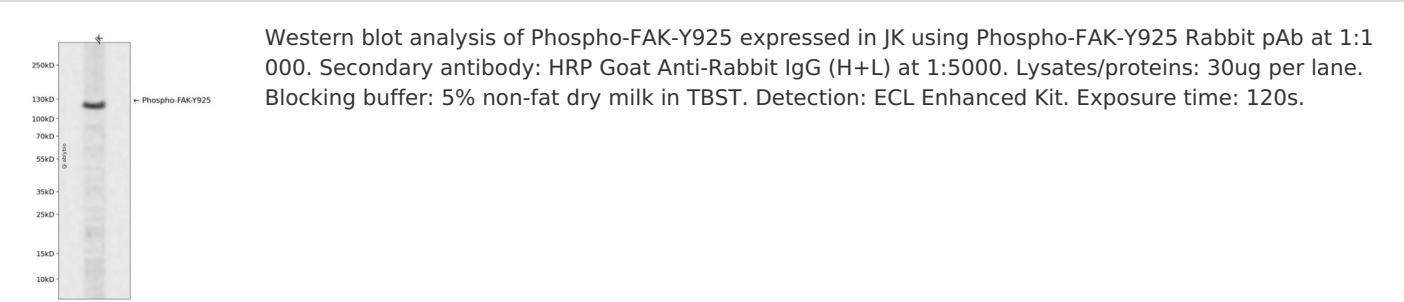 JK
250kD
130kD
← Phospho-FAK-Y925
100kD
70kD
55kD
35kD
25kD
15kD
10kD
@ abybio
Western blot analysis of Phospho-FAK-Y925 expressed in JK using Phospho-FAK-Y925 Rabbit pAb at 1:1
000. Secondary antibody: HRP Goat Anti-Rabbit IgG (H+L) at 1:5000. Lysates/proteins: 30ug per lane.
Blocking buffer: 5% non-fat dry milk in TBST. Detection: ECL Enhanced Kit. Exposure time: 120s.